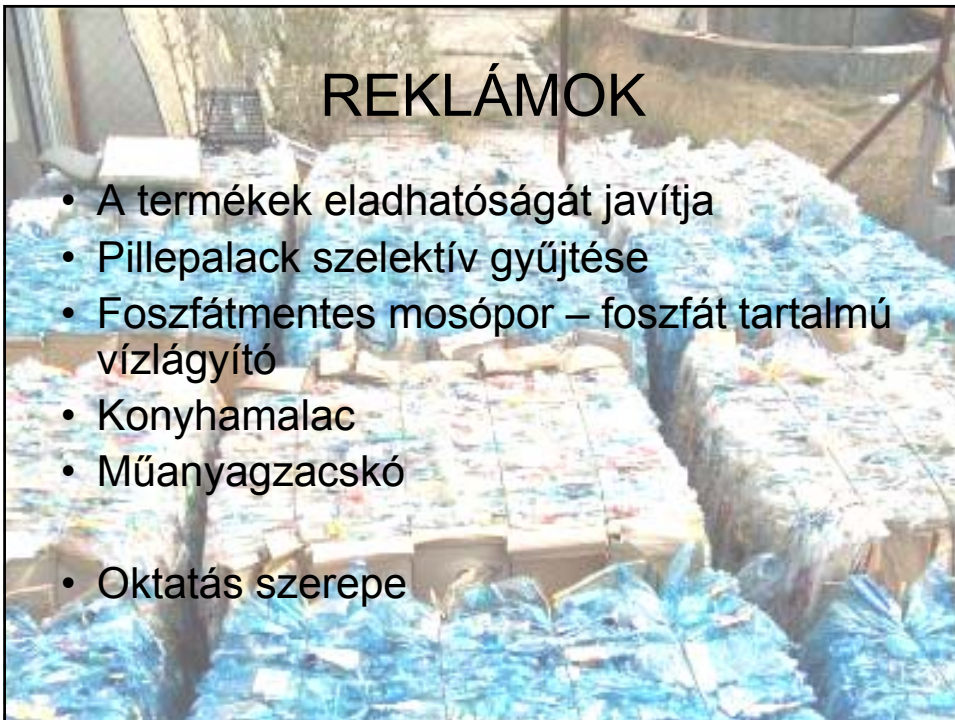 REKLÁMOK
• A termékek eladhatóságát javítja
• Pillepalack szelektív gyűjtése
• Foszfátmentes mosópor – foszfát tartalmú
vízlágyító
• Konyhamalac
• Műanyagzacskó
• Oktatás szerepe